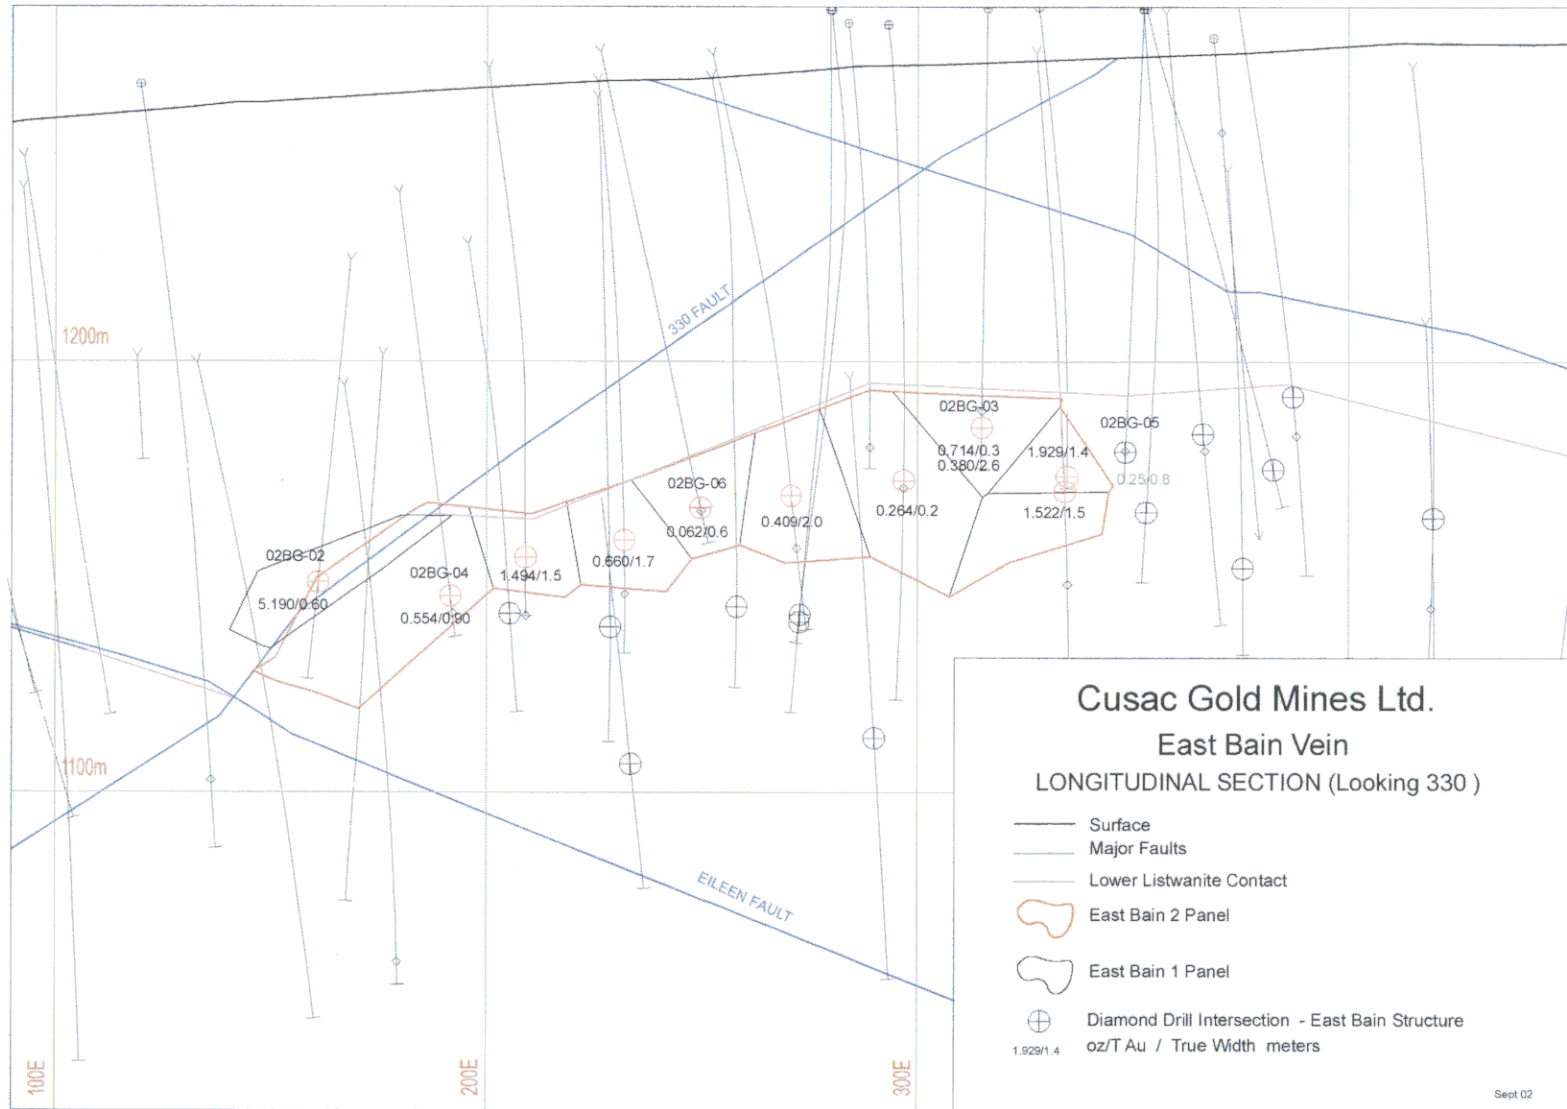 330 FAULT
1200m
02BG-03
0.714/0.3
0.380/2.6
1.929/1.4
02BG-05
0.25/0.8
02BG-06
0.062/0.6
0.409/2.0
0.264/0.2
1.522/1.5
02BG-02
5.190/0.60
02BG-04
0.554/0.90
1.494/1.5
0.660/1.7
1100m
EILEEN FAULT
100E
200E
300E
Cusac Gold Mines Ltd.
East Bain Vein
LONGITUDINAL SECTION (Looking 330 )
Surface
Major Faults
Lower Listwanite Contact
East Bain 2 Panel
East Bain 1 Panel
Diamond Drill Intersection - East Bain Structure
1.929/1.4 oz/T Au / True Width meters
Sept 02